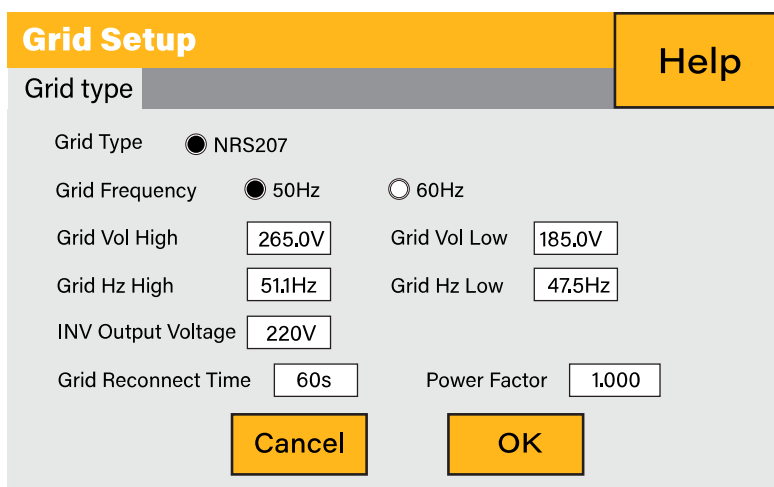 Grid Setup
Help
Grid type
Grid Type NRS207
Grid Frequency 50Hz 60Hz
Grid Vol High 265.0V Grid Vol Low 185.0V
Grid Hz High 51.1Hz Grid Hz Low 47.5Hz
INV Output Voltage 220V
Grid Reconnect Time 60s Power Factor 1.000
Cancel OK